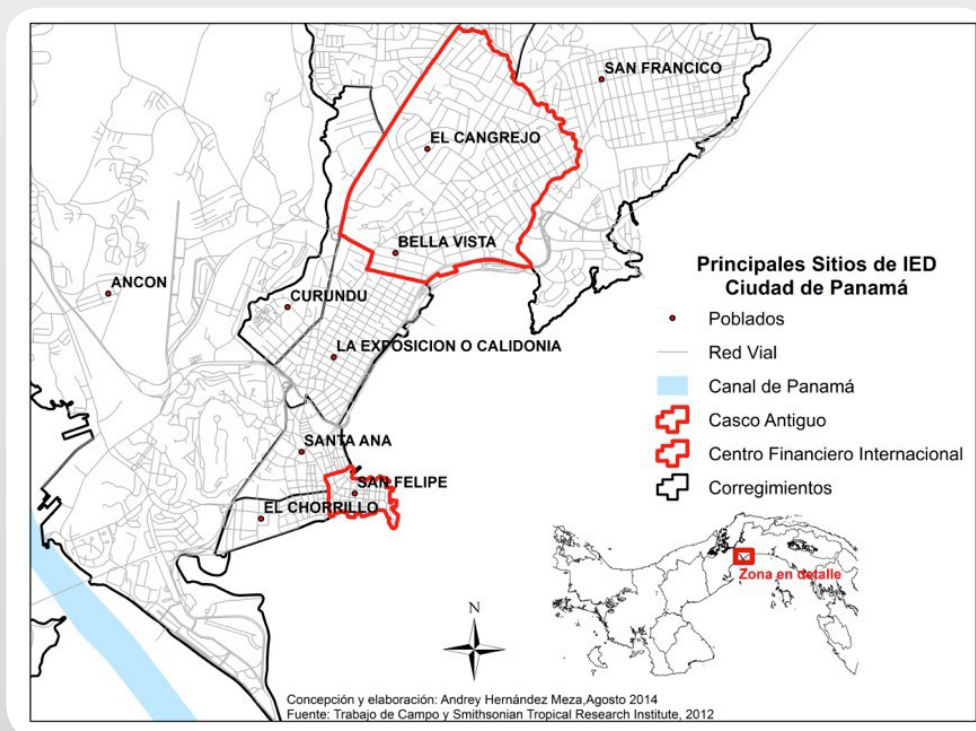 SAN FRANCICO
EL CANGREJO
BELLA VISTA
ANCON
CURUNDU
LA EXPOSICION O CALIDONIA
SANTA ANA
SAN FELIPE
EL CHORRILLO
Principales Sitios de IED
Ciudad de Panamá
Poblados
Red Vial
Canal de Panamá
Casco Antiguo
Centro Financiero Internacional
Corregimientos
Zona en detalle
N
Concepción y elaboración: Andrey Hernández Meza,Agosto 2014
Fuente: Trabajo de Campo y Smithsonian Tropical Research Institute, 2012